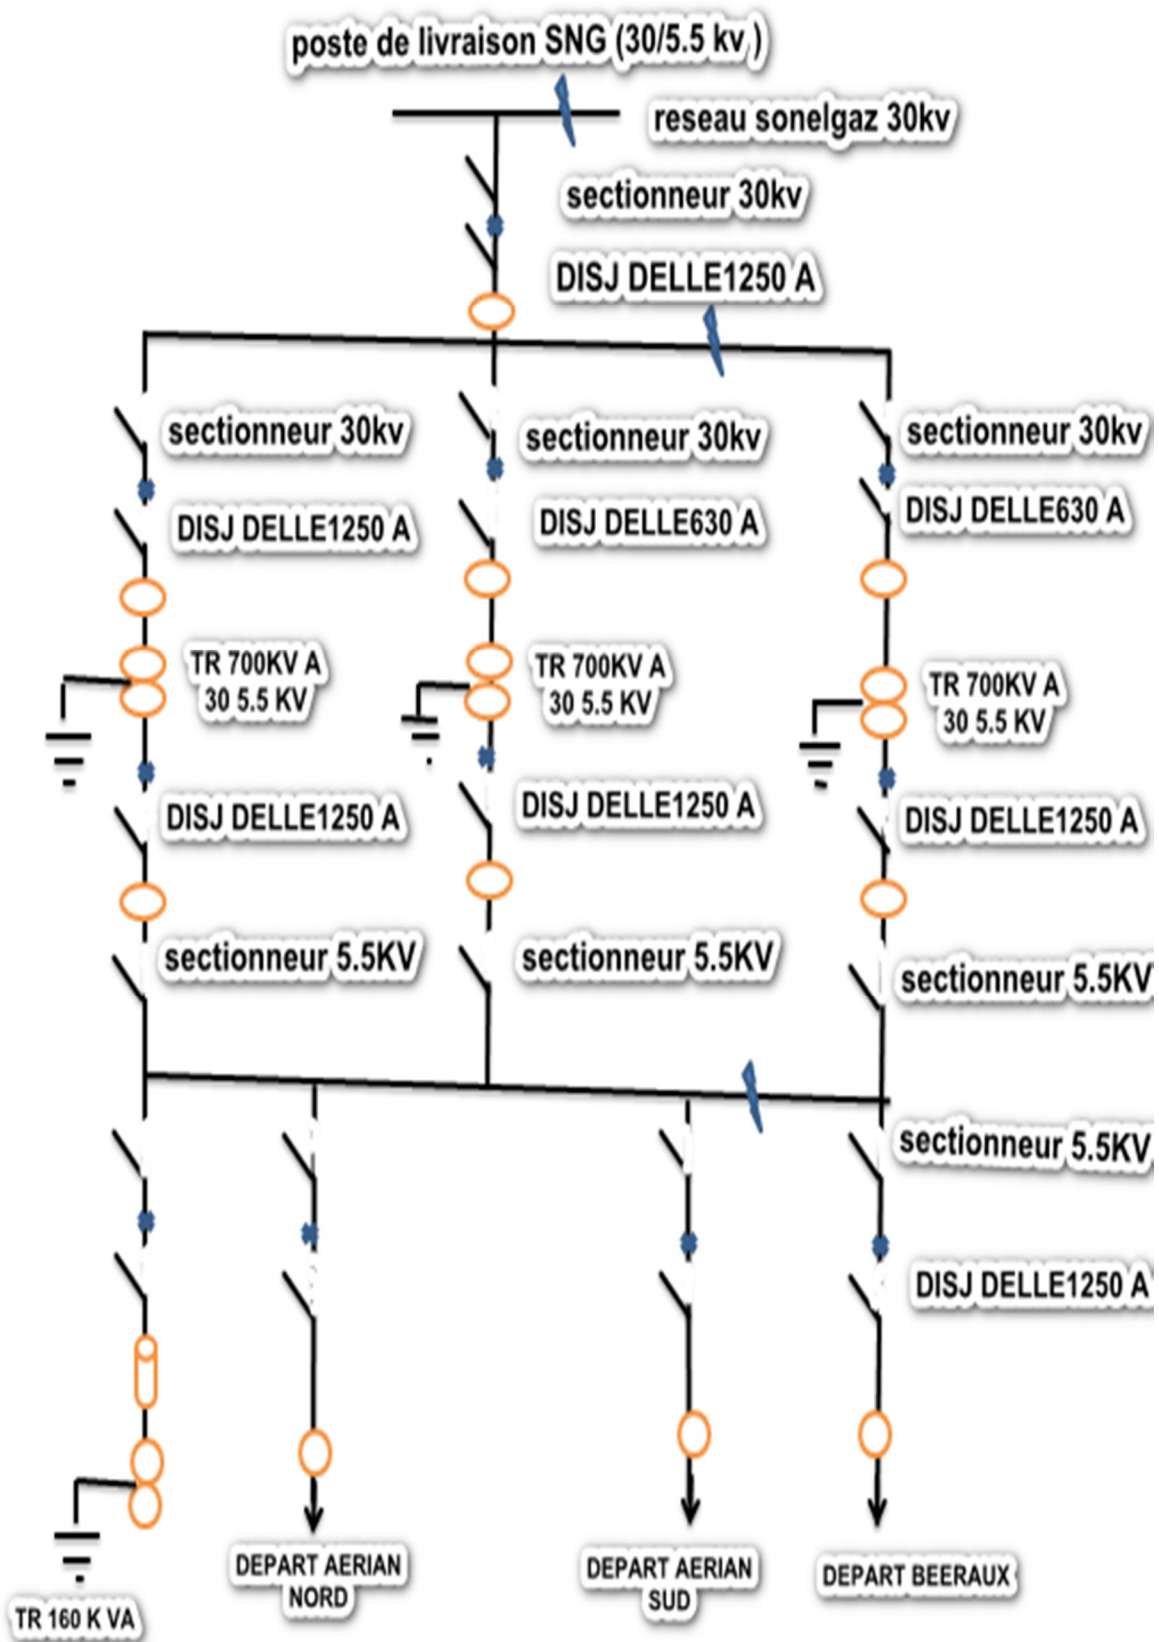 poste de livraison SNG (30/5.5 kv )
reseau sonelgaz 30kv
sectionneur 30kv
DISJ DELLE1250 A
sectionneur 30kv
sectionneur 30kv
sectionneur 30kv
DISJ DELLE1250 A
DISJ DELLE630 A
DISJ DELLE630 A
TR 700KV A
30 5.5 KV
TR 700KV A
30 5.5 KV
TR 700KV A
30 5.5 KV
DISJ DELLE1250 A
DISJ DELLE1250 A
DISJ DELLE1250 A
sectionneur 5.5KV
sectionneur 5.5KV
sectionneur 5.5KV
sectionneur 5.5KV
DISJ DELLE1250 A
TR 160 K VA
DEPART AERIAN
NORD
DEPART AERIAN
SUD
DEPART BEERAUX